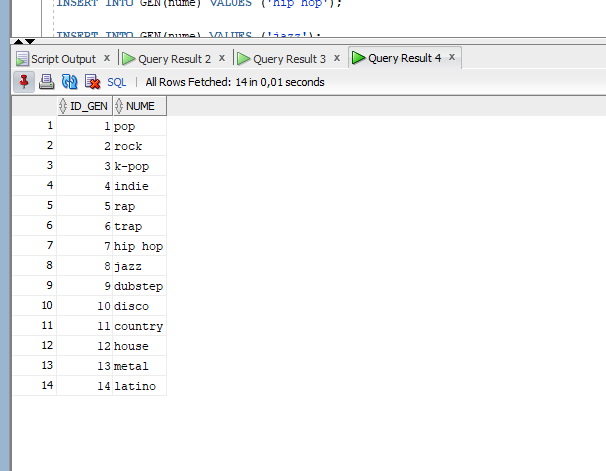 INSERT INTO GEN(nume) VALUES ('hip hop');
INSERT INTO GEN(nume) VALUES ('jazz');
Script Output x Query Result 2 x Query Result 3 x Query Result 4 x
SQL | All Rows Fetched: 14 in 0,01 seconds
ID_GEN NUME
1 1 pop
2 2 rock
3 3 k-pop
4 4 indie
5 5 rap
6 6 trap
7 7 hip hop
8 8 jazz
9 9 dubstep
10 10 disco
11 11 country
12 12 house
13 13 metal
14 14 latino